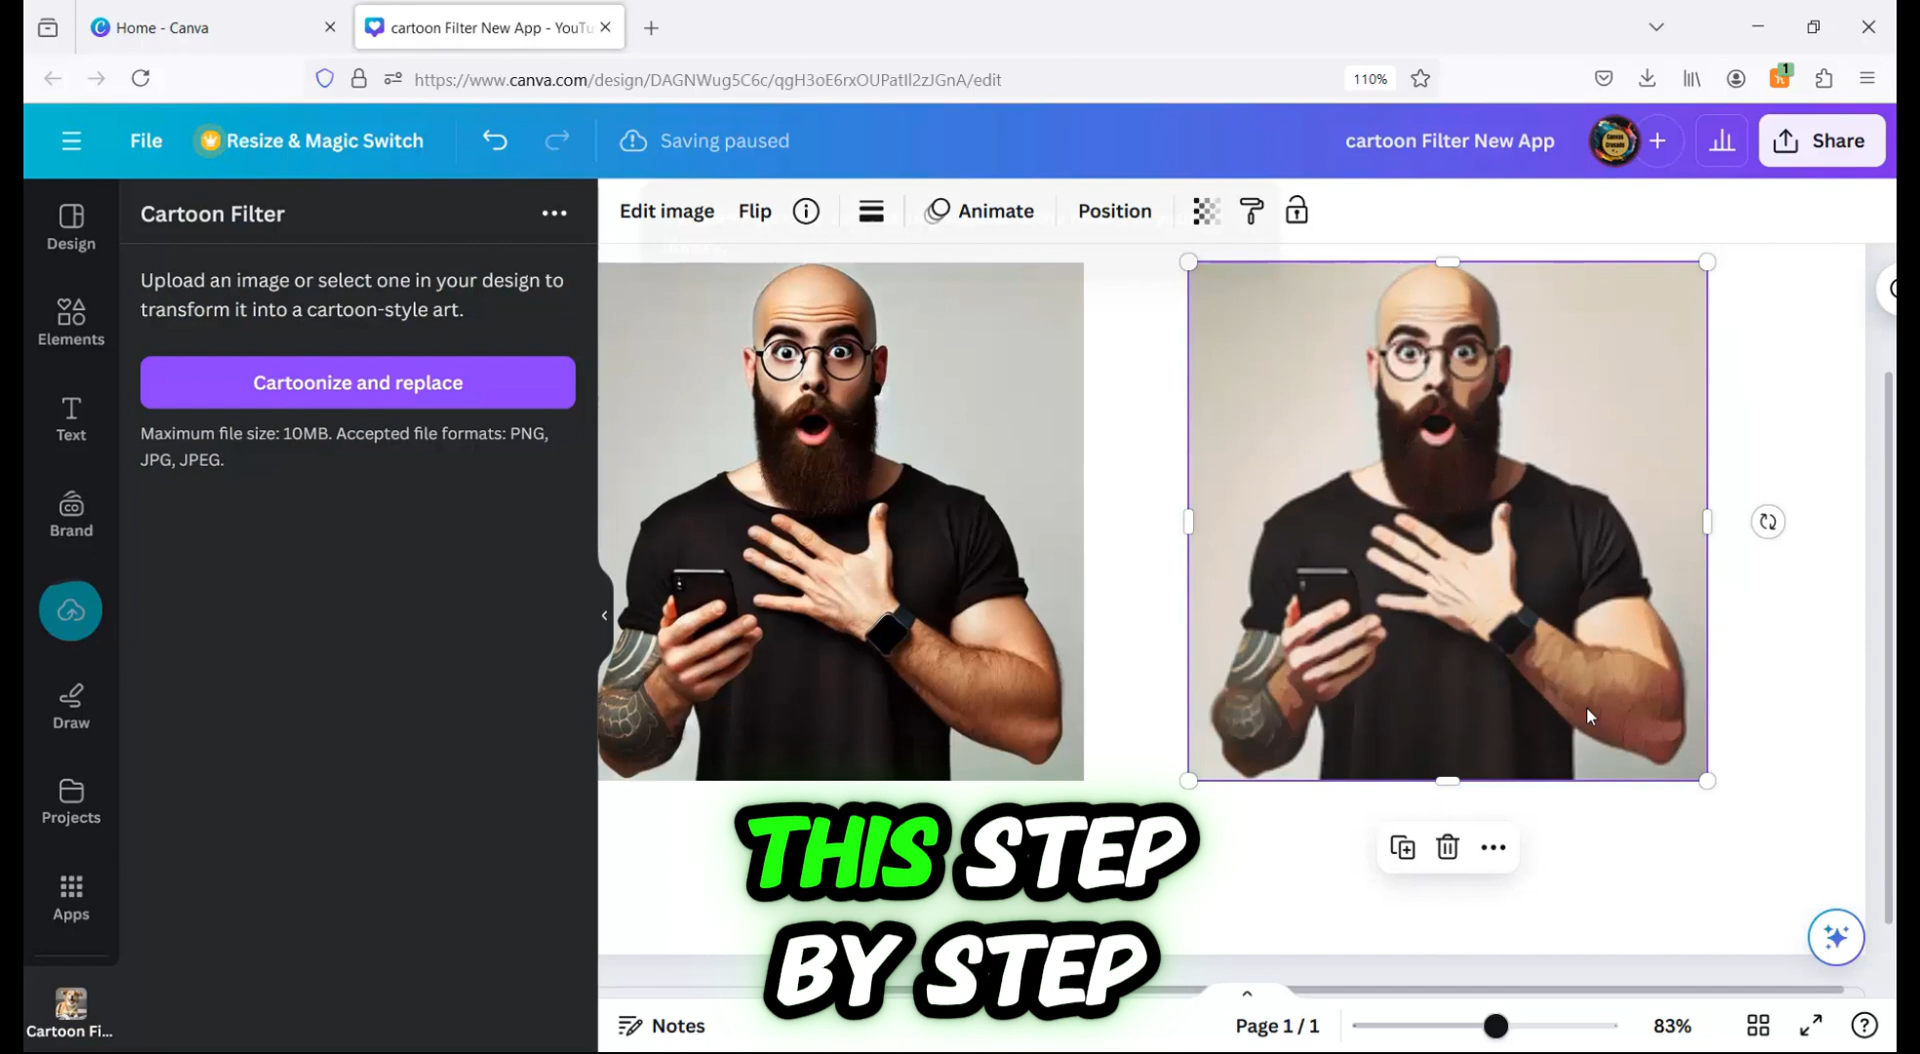 Home - Canva
cartoon Filter New App - YouTu
https://www.canva.com/design/DAGNWug5C6c/qgH3oE6rxOUPatIl2zJGnA/edit
110%
1
File
Resize & Magic Switch
Saving paused
cartoon Filter New App
Share
Design
Elements
Text
Brand
Draw
Projects
Apps
Cartoon Fi...
Cartoon Filter
Upload an image or select one in your design to
transform it into a cartoon-style art.
Cartoonize and replace
Maximum file size: 10MB. Accepted file formats: PNG,
JPG, JPEG.
Edit image
Flip
Animate
Position
THIS STEP
BY STEP
Notes
Page 1 / 1
83%